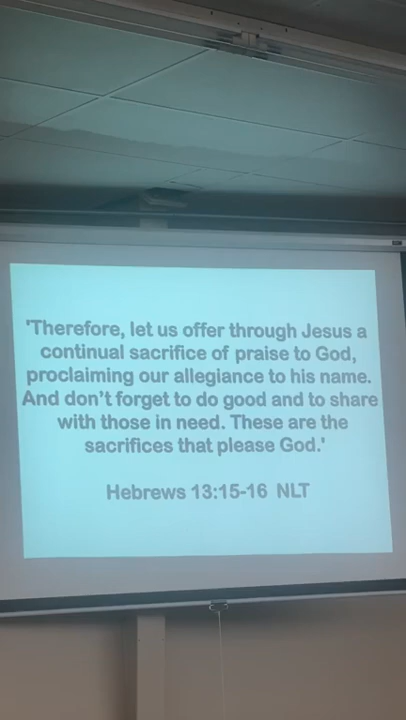 'Therefore, let us offer through Jesus a
continual sacrifice of praise to God,
proclaiming our allegiance to his name.
And don't forget to do good and to share
with those in need. These are the
sacrifices that please God.'
Hebrews 13:15-16 NLT